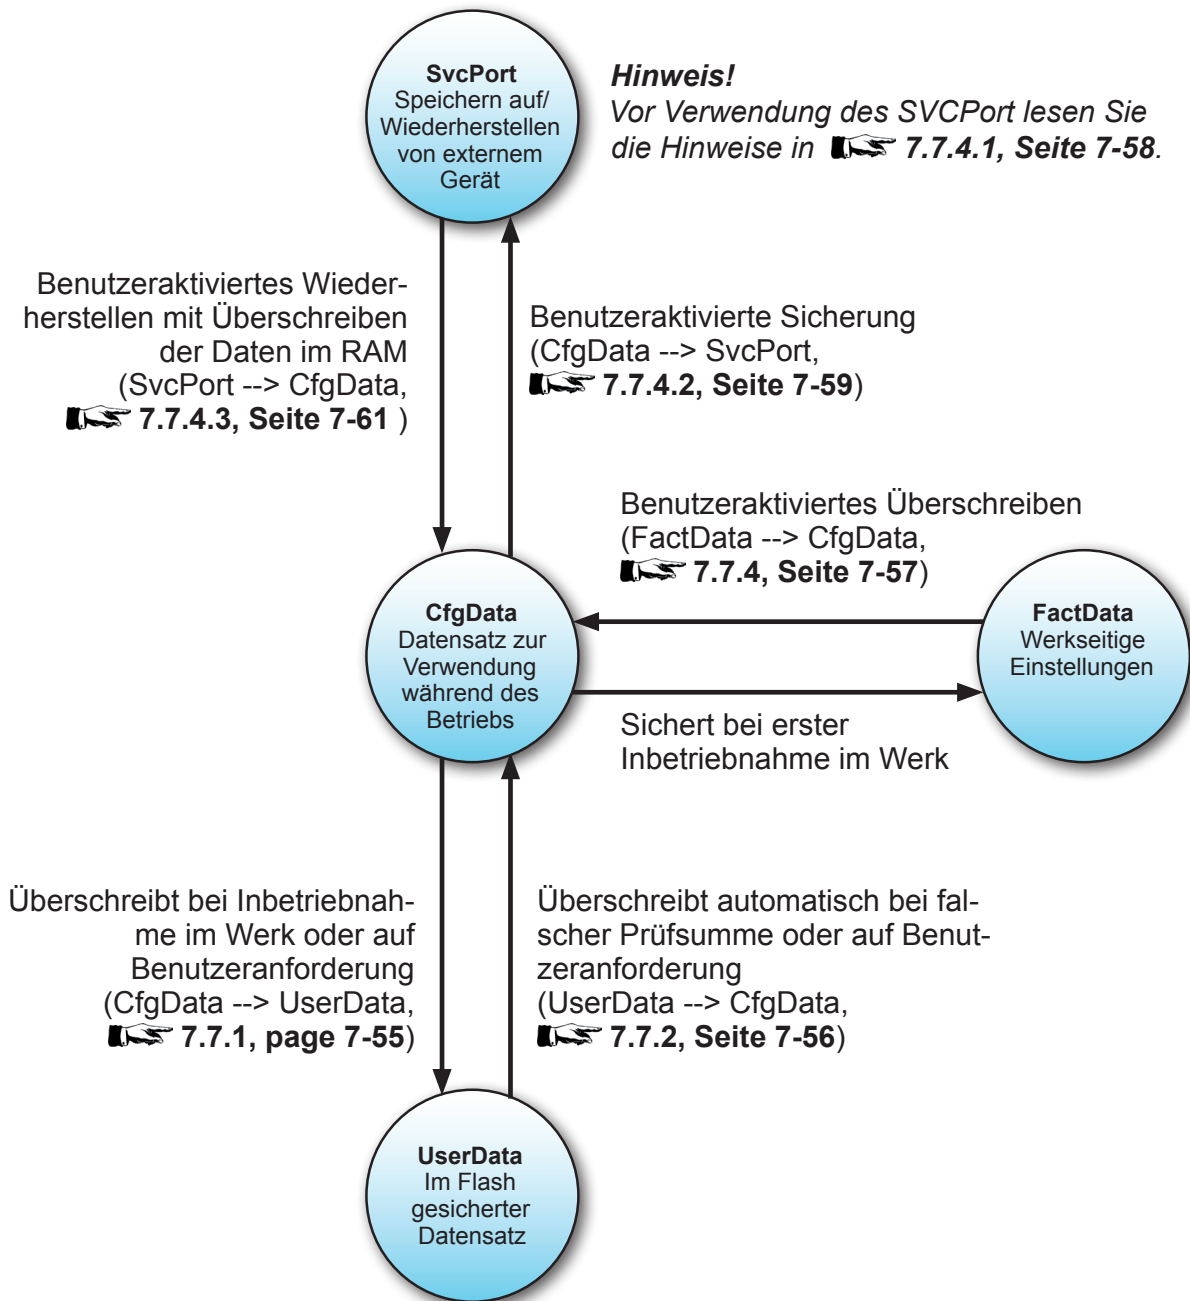 SvcPort
Speichern auf/
Wiederherstellen
von externem
Gerät
Hinweis!
Vor Verwendung des SVCPort lesen Sie
die Hinweise in 7.7.4.1, Seite 7-58.
Benutzeraktiviertes Wieder-
herstellen mit Überschreiben
der Daten im RAM
(SvcPort --> CfgData,
7.7.4.3, Seite 7-61 )
Benutzeraktivierte Sicherung
(CfgData --> SvcPort,
7.7.4.2, Seite 7-59)
Benutzeraktiviertes Überschreiben
(FactData --> CfgData,
7.7.4, Seite 7-57)
CfgData
Datensatz zur
Verwendung
während des
Betriebs
FactData
Werkseitige
Einstellungen
Sichert bei erster
Inbetriebnahme im Werk
Überschreibt bei Inbetriebnah-
me im Werk oder auf
Benutzeranforderung
(CfgData --> UserData,
7.7.1, page 7-55)
Überschreibt automatisch bei fal-
scher Prüfsumme oder auf Benut-
zeranforderung
(UserData --> CfgData,
7.7.2, Seite 7-56)
UserData
Im Flash
gesicherter
Datensatz